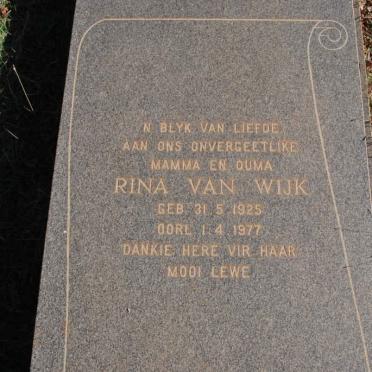 'N BLYK VAN LIEFDE
AAN ONS ONVERGEETLIKE
MAMMA EN OUMA
RINA VAN WIJK
GEB. 31. 5. 1925
OORL. 1. 4. 1977
DANKIE HERE VIR HAAR
MOOI LEWE